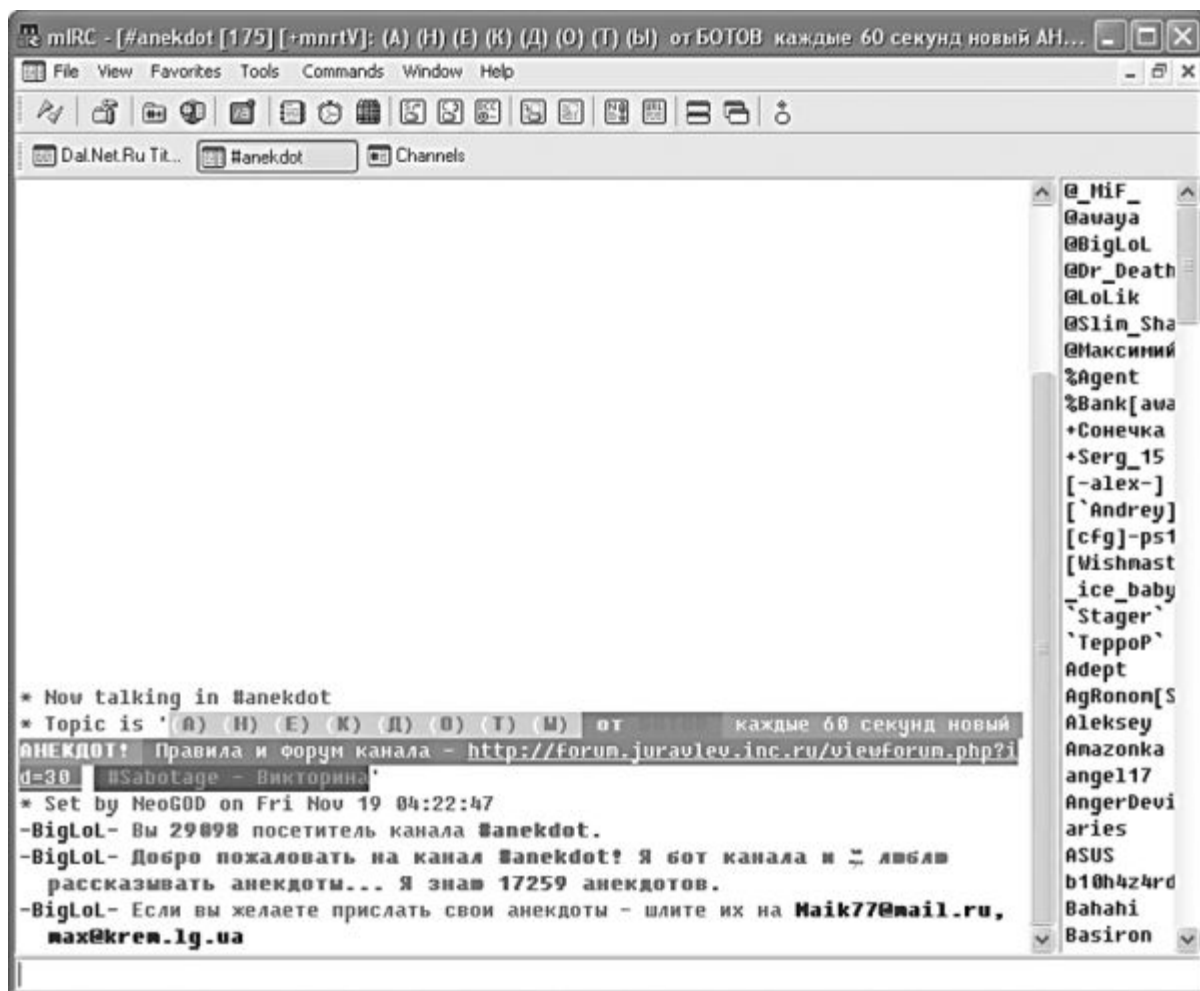 mIRC - [#anekdot [175] [+mnrtV]: (А) (Н) (Е) (К) (Д) (О) (Т) (Ы) от БОТОВ каждые 60 секунд новый АН...
File View Favorites Tools Commands Window Help
Dal.Net.Ru Tit... #anekdot Channels
@_MiF_
@awaya
@BigLoL
@Dr_Death
@LoLik
@Slim_Sha
@Максимий
%Agent
%Bank[awa
+Сонечка
+Serg_15
[-alex-]
[`Andrey]
[cfg]-ps1
[Wishmast
_ice_baby
`Stager`
`TeppoP`
Adept
AgRonom[S
Aleksey
Amazonka
angel17
AngerDevi
aries
ASUS
b10h4z4rd
Bahahi
Basiron
* Now talking in #anekdot
* Topic is '(А) (Н) (Е) (К) (Д) (О) (Т) (Ы) от каждые 60 секунд новый
АНЕКДОТ! Правила и форум канала - http://forum.juravlev.inc.ru/viewforum.php?i
d=30 #Sabotage - Викторина'
* Set by NeoGOD on Fri Nov 19 04:22:47
-BigLoL- Вы 29098 посетитель канала #anekdot.
-BigLoL- Добро пожаловать на канал #anekdot! Я бот канала и люблю
рассказывать анекдоты... Я знаю 17259 анекдотов.
-BigLoL- Если вы желаете прислать свои анекдоты - шлите их на Maik77@mail.ru,
max@krem.lg.ua